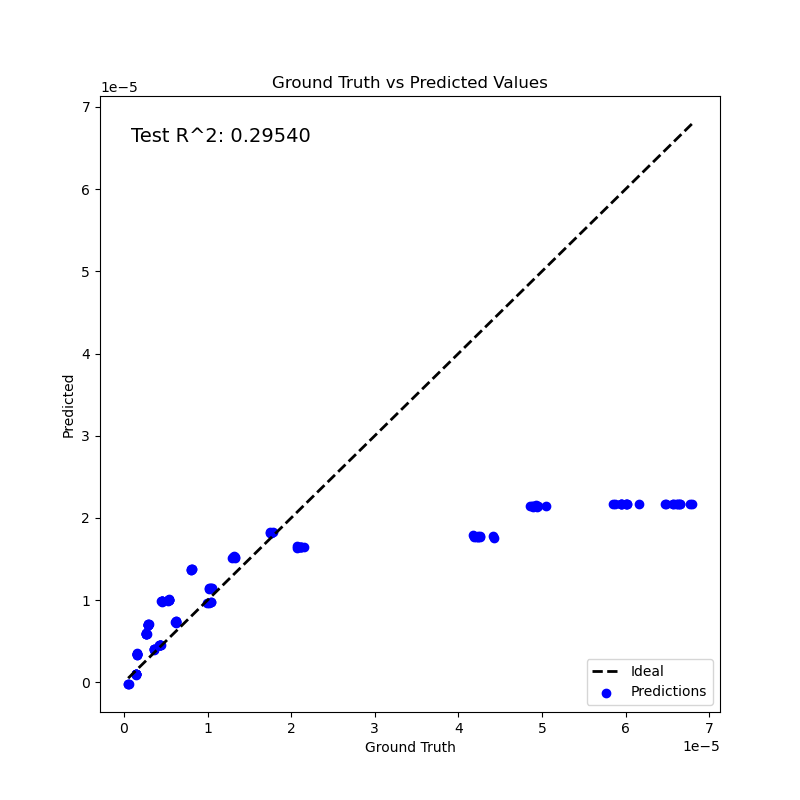 Ground Truth vs Predicted Values
1e−5
Test R^2: 0.29540
7
6
5
4
3
2
1
0
Predicted
Ideal
Predictions
0 1 2 3 4 5 6 7
Ground Truth
1e−5